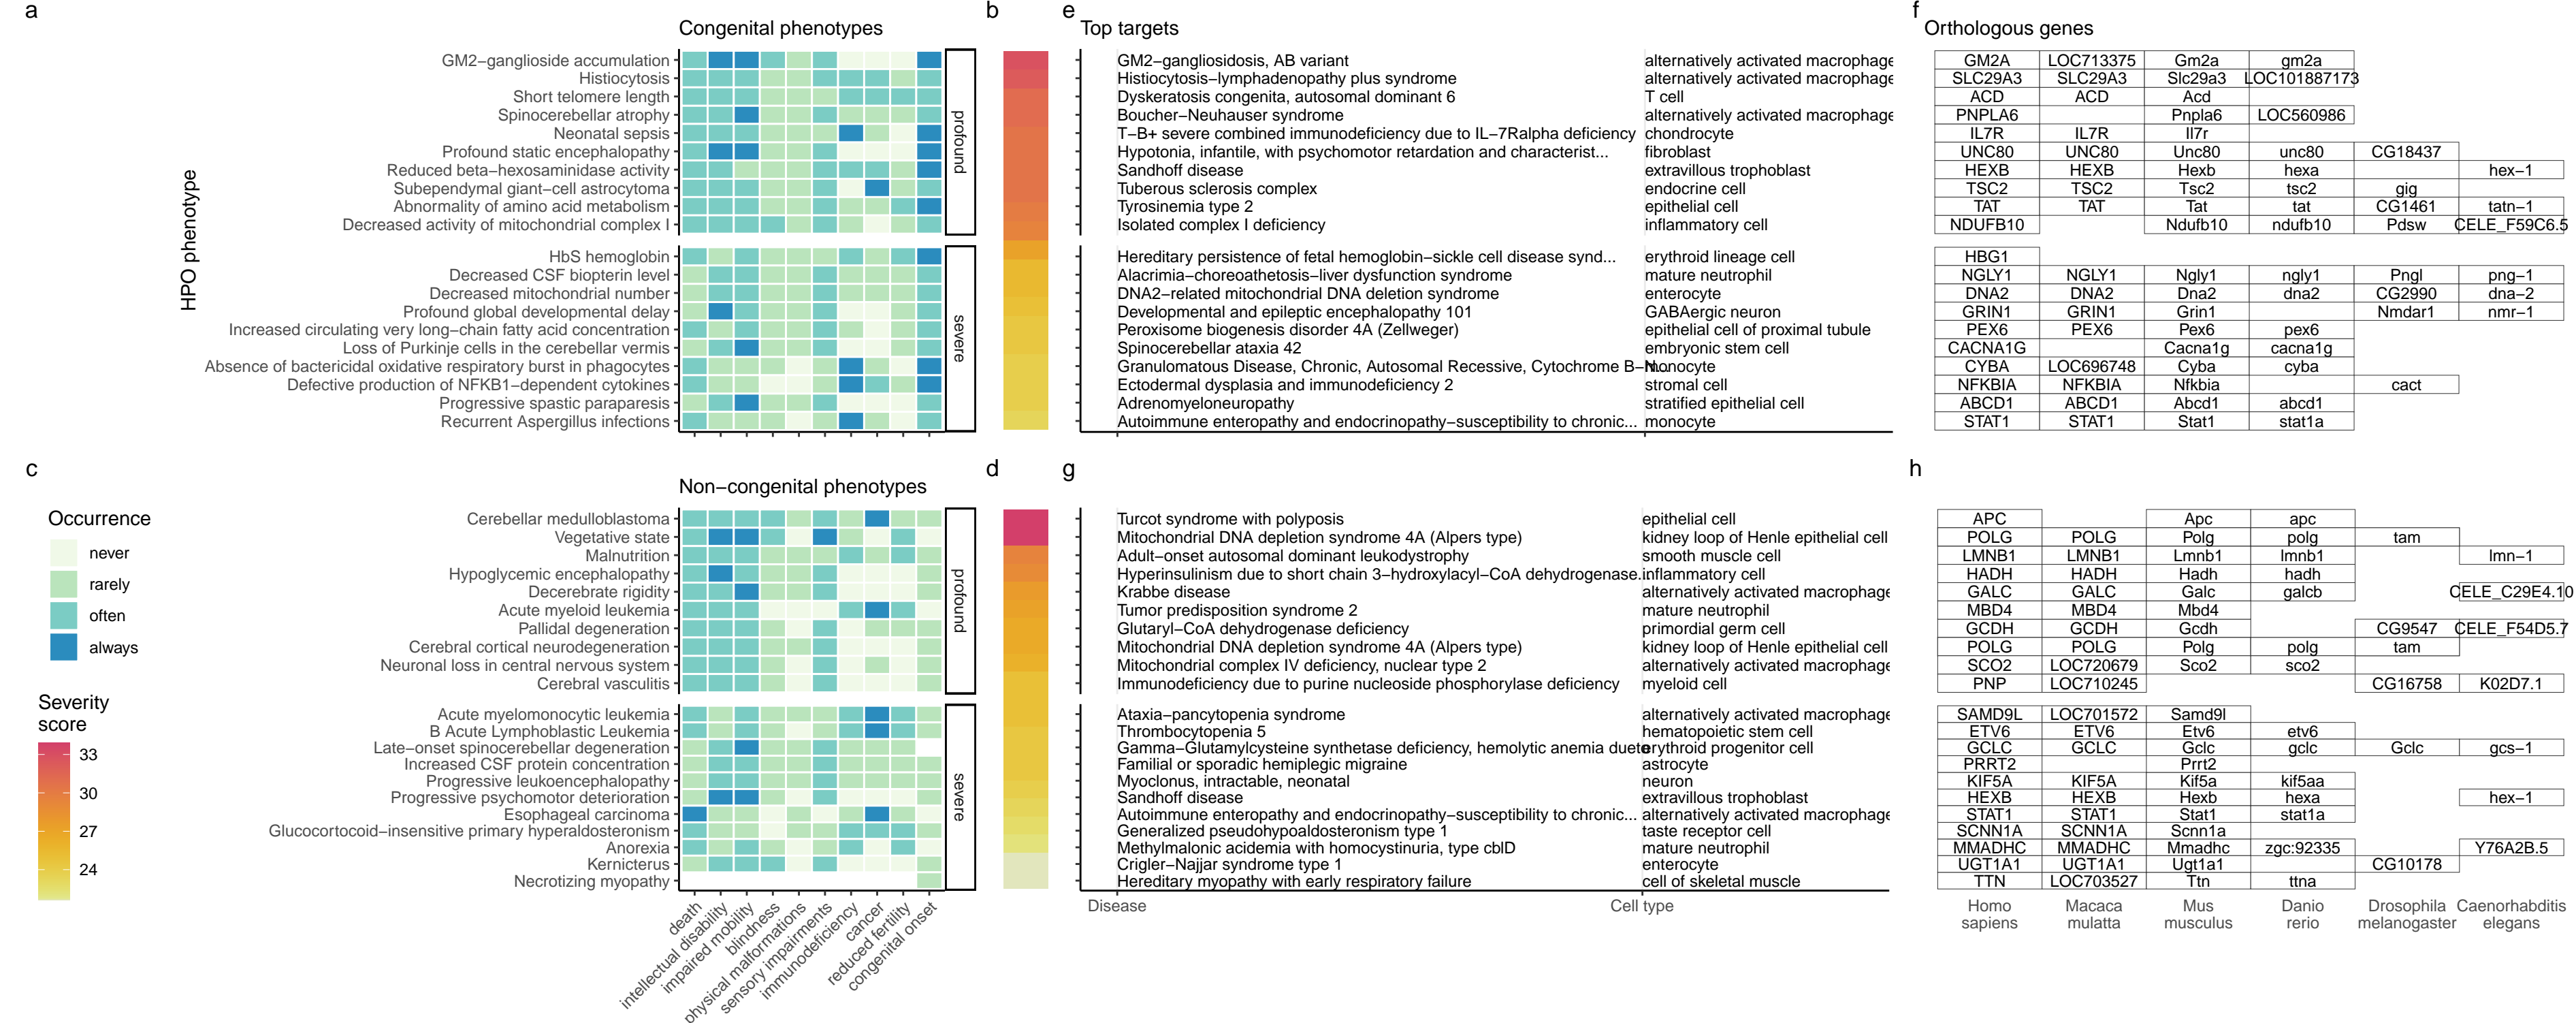 a
b
e
f
Congenital phenotypes
Top targets
Orthologous genes
HPO phenotype
GM2−ganglioside accumulation
Histiocytosis
Short telomere length
Spinocerebellar atrophy
Neonatal sepsis
Profound static encephalopathy
Reduced beta−hexosaminidase activity
Subependymal giant−cell astrocytoma
Abnormality of amino acid metabolism
Decreased activity of mitochondrial complex I
profound
HbS hemoglobin
Decreased CSF biopterin level
Decreased mitochondrial number
Profound global developmental delay
Increased circulating very long−chain fatty acid concentration
Loss of Purkinje cells in the cerebellar vermis
Absence of bactericidal oxidative respiratory burst in phagocytes
Defective production of NFKB1−dependent cytokines
Progressive spastic paraparesis
Recurrent Aspergillus infections
severe
GM2−gangliosidosis, AB variant alternatively activated macrophage
Histiocytosis−lymphadenopathy plus syndrome alternatively activated macrophage
Dyskeratosis congenita, autosomal dominant 6 T cell
Boucher−Neuhauser syndrome alternatively activated macrophage
T−B+ severe combined immunodeficiency due to IL−7Ralpha deficiency chondrocyte
Hypotonia, infantile, with psychomotor retardation and characterist... fibroblast
Sandhoff disease extravillous trophoblast
Tuberous sclerosis complex endocrine cell
Tyrosinemia type 2 epithelial cell
Isolated complex I deficiency inflammatory cell
Hereditary persistence of fetal hemoglobin−sickle cell disease synd... erythroid lineage cell
Alacrimia−choreoathetosis−liver dysfunction syndrome mature neutrophil
DNA2−related mitochondrial DNA deletion syndrome enterocyte
Developmental and epileptic encephalopathy 101 GABAergic neuron
Peroxisome biogenesis disorder 4A (Zellweger) epithelial cell of proximal tubule
Spinocerebellar ataxia 42 embryonic stem cell
Granulomatous Disease, Chronic, Autosomal Recessive, Cytochrome B−N... monocyte
Ectodermal dysplasia and immunodeficiency 2 stromal cell
Adrenomyeloneuropathy stratified epithelial cell
Autoimmune enteropathy and endocrinopathy−susceptibility to chronic... monocyte
GM2A LOC713375 Gm2a gm2a
SLC29A3 SLC29A3 Slc29a3 LOC101887173
ACD ACD Acd
PNPLA6 Pnpla6 LOC560986
IL7R IL7R Il7r
UNC80 UNC80 Unc80 unc80 CG18437
HEXB HEXB Hexb hexa hex−1
TSC2 TSC2 Tsc2 tsc2 gig
TAT TAT Tat tat CG1461 tatn−1
NDUFB10 Ndufb10 ndufb10 Pdsw CELE_F59C6.5
HBG1
NGLY1 NGLY1 Ngly1 ngly1 Pngl png−1
DNA2 DNA2 Dna2 dna2 CG2990 dna−2
GRIN1 GRIN1 Grin1 Nmdar1 nmr−1
PEX6 PEX6 Pex6 pex6
CACNA1G Cacna1g cacna1g
CYBA LOC696748 Cyba cyba
NFKBIA NFKBIA Nfkbia cact
ABCD1 ABCD1 Abcd1 abcd1
STAT1 STAT1 Stat1 stat1a
c
d
g
h
Non−congenital phenotypes
Occurrence
never
rarely
often
always
Severity
score
33
30
27
24
Cerebellar medulloblastoma
Vegetative state
Malnutrition
Hypoglycemic encephalopathy
Decerebrate rigidity
Acute myeloid leukemia
Pallidal degeneration
Cerebral cortical neurodegeneration
Neuronal loss in central nervous system
Cerebral vasculitis
profound
Acute myelomonocytic leukemia
B Acute Lymphoblastic Leukemia
Late−onset spinocerebellar degeneration
Increased CSF protein concentration
Progressive leukoencephalopathy
Progressive psychomotor deterioration
Esophageal carcinoma
Glucocortocoid−insensitive primary hyperaldosteronism
Anorexia
Kernicterus
Necrotizing myopathy
severe
death
intellectual disability
impaired mobility
blindness
physical malformations
sensory impairments
immunodeficiency
cancer
reduced fertility
congenital onset
Turcot syndrome with polyposis epithelial cell
Mitochondrial DNA depletion syndrome 4A (Alpers type) kidney loop of Henle epithelial cell
Adult−onset autosomal dominant leukodystrophy smooth muscle cell
Hyperinsulinism due to short chain 3−hydroxylacyl−CoA dehydrogenase... inflammatory cell
Krabbe disease alternatively activated macrophage
Tumor predisposition syndrome 2 mature neutrophil
Glutaryl−CoA dehydrogenase deficiency primordial germ cell
Mitochondrial DNA depletion syndrome 4A (Alpers type) kidney loop of Henle epithelial cell
Mitochondrial complex IV deficiency, nuclear type 2 alternatively activated macrophage
Immunodeficiency due to purine nucleoside phosphorylase deficiency myeloid cell
Ataxia−pancytopenia syndrome alternatively activated macrophage
Thrombocytopenia 5 hematopoietic stem cell
Gamma−Glutamylcysteine synthetase deficiency, hemolytic anemia due erythroid progenitor cell
Familial or sporadic hemiplegic migraine astrocyte
Myoclonus, intractable, neonatal neuron
Sandhoff disease extravillous trophoblast
Autoimmune enteropathy and endocrinopathy−susceptibility to chronic... alternatively activated macrophage
Generalized pseudohypoaldosteronism type 1 taste receptor cell
Methylmalonic acidemia with homocystinuria, type cblD mature neutrophil
Crigler−Najjar syndrome type 1 enterocyte
Hereditary myopathy with early respiratory failure cell of skeletal muscle
Disease Cell type
APC Apc apc
POLG POLG Polg polg tam
LMNB1 LMNB1 Lmnb1 lmnb1 lmn−1
HADH HADH Hadh hadh
GALC GALC Galc galcb CELE_C29E4.10
MBD4 MBD4 Mbd4
GCDH GCDH Gcdh CG9547 CELE_F54D5.7
POLG POLG Polg polg tam
SCO2 LOC720679 Sco2 sco2
PNP LOC710245 CG16758 K02D7.1
SAMD9L LOC701572 Samd9l
ETV6 ETV6 Etv6 etv6
GCLC GCLC Gclc gclc Gclc gcs−1
PRRT2 Prrt2
KIF5A KIF5A Kif5a kif5aa
HEXB HEXB Hexb hexa hex−1
STAT1 STAT1 Stat1 stat1a
SCNN1A SCNN1A Scnn1a
MMADHC MMADHC Mmadhc zgc:92335 Y76A2B.5
UGT1A1 UGT1A1 Ugt1a1 CG10178
TTN LOC703527 Ttn ttna
Homo Macaca Mus Danio Drosophila Caenorhabditis
sapiens mulatta musculus rerio melanogaster elegans